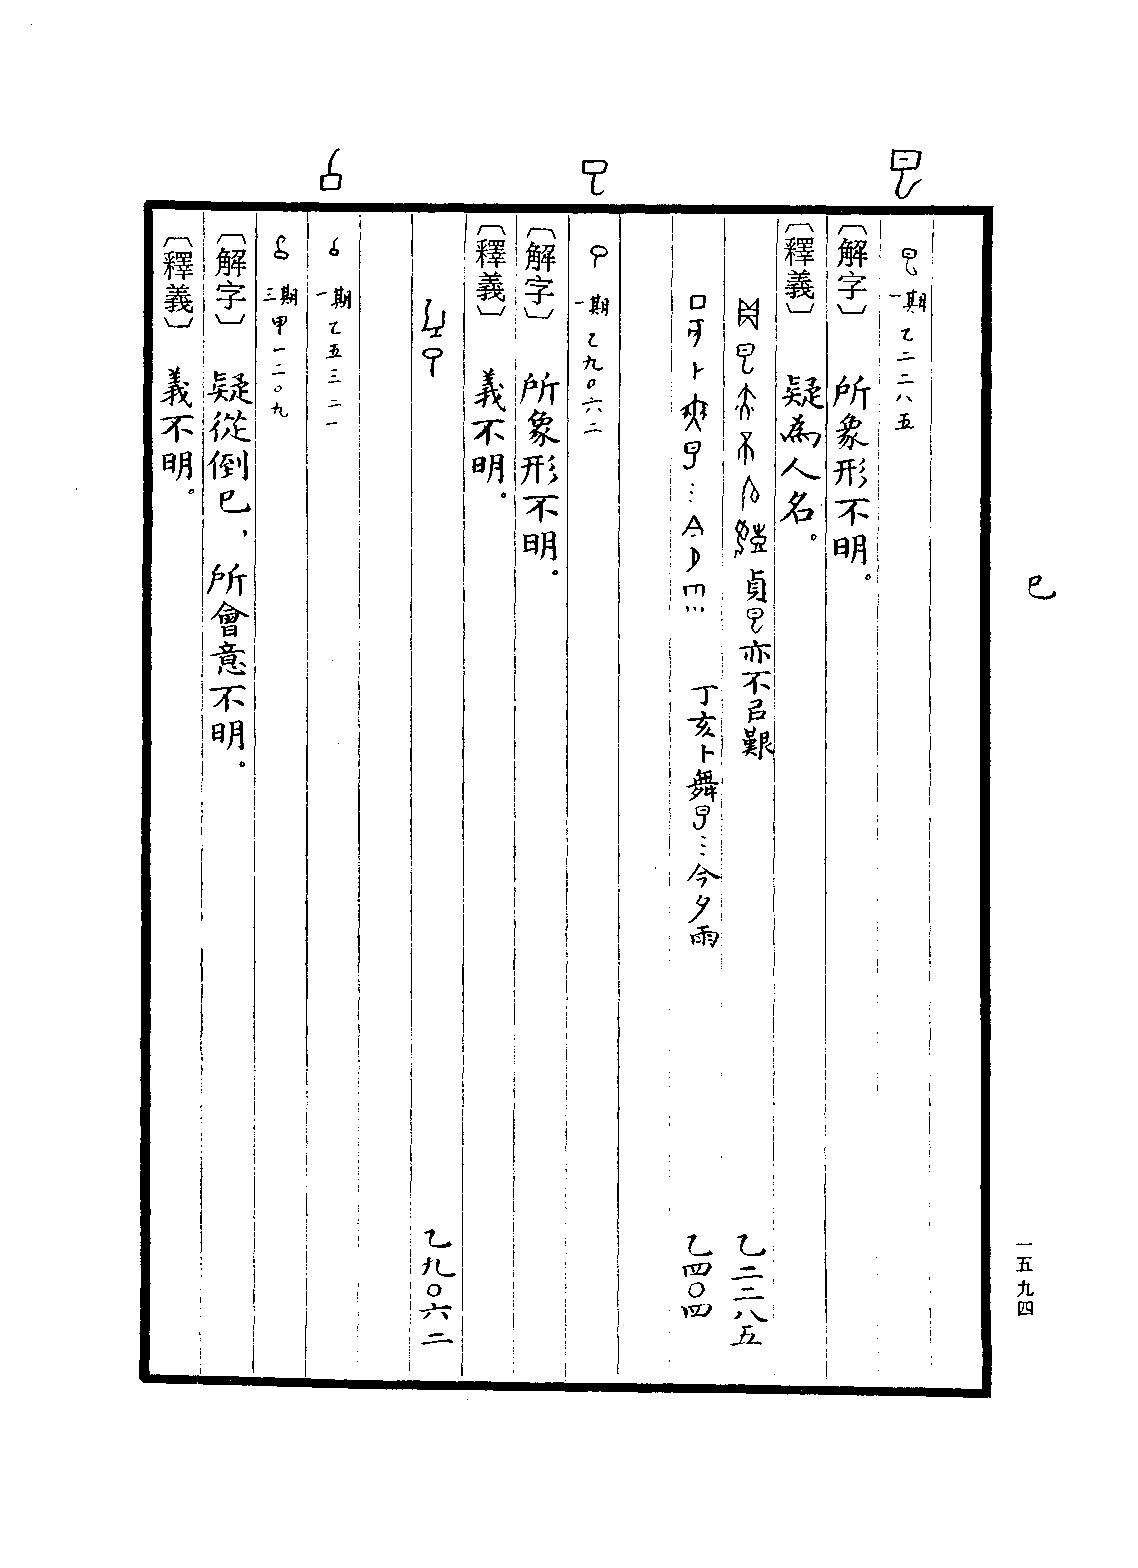 巳
一五九四
一期 乙二二八五
〔解字〕 所象形不明。
〔釋義〕 疑為人名。
貞 亦不 艱 乙二二八五
丁亥卜舞 …今夕雨 乙四〇四
一期 乙九〇六二
〔解字〕 所象形不明。
〔釋義〕 義不明。
乙九〇六二
一期 乙五三二一
三期 甲一二〇九
〔解字〕 疑從倒巳，所會意不明。
〔釋義〕 義不明。